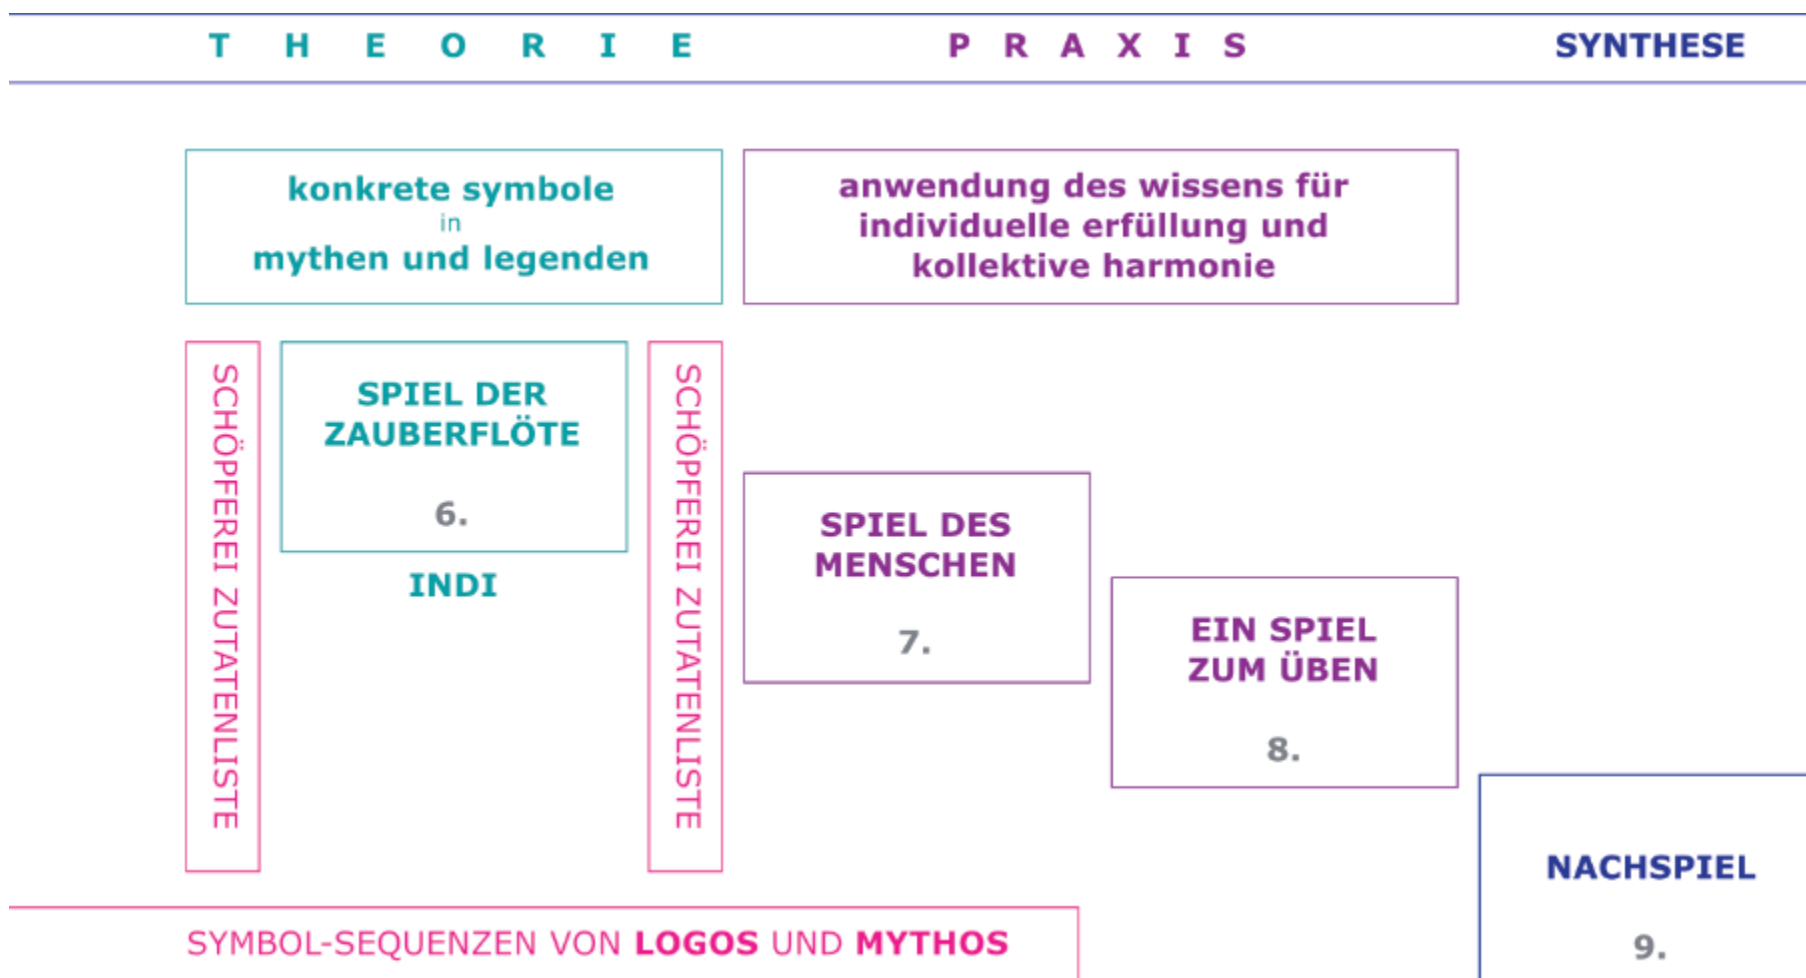 T H E O R I E
P R A X I S
SYNTHESE
konkrete symbole
in
mythen und legenden
anwendung des wissens für
individuelle erfüllung und
kollektive harmonie
SCHÖPFEREI ZUTATENLISTE
SPIEL DER
ZAUBERFLÖTE
6.
INDI
SCHÖPFEREI ZUTATENLISTE
SPIEL DES
MENSCHEN
7.
EIN SPIEL
ZUM ÜBEN
8.
NACHSPIEL
9.
SYMBOL-SEQUENZEN VON LOGOS UND MYTHOS